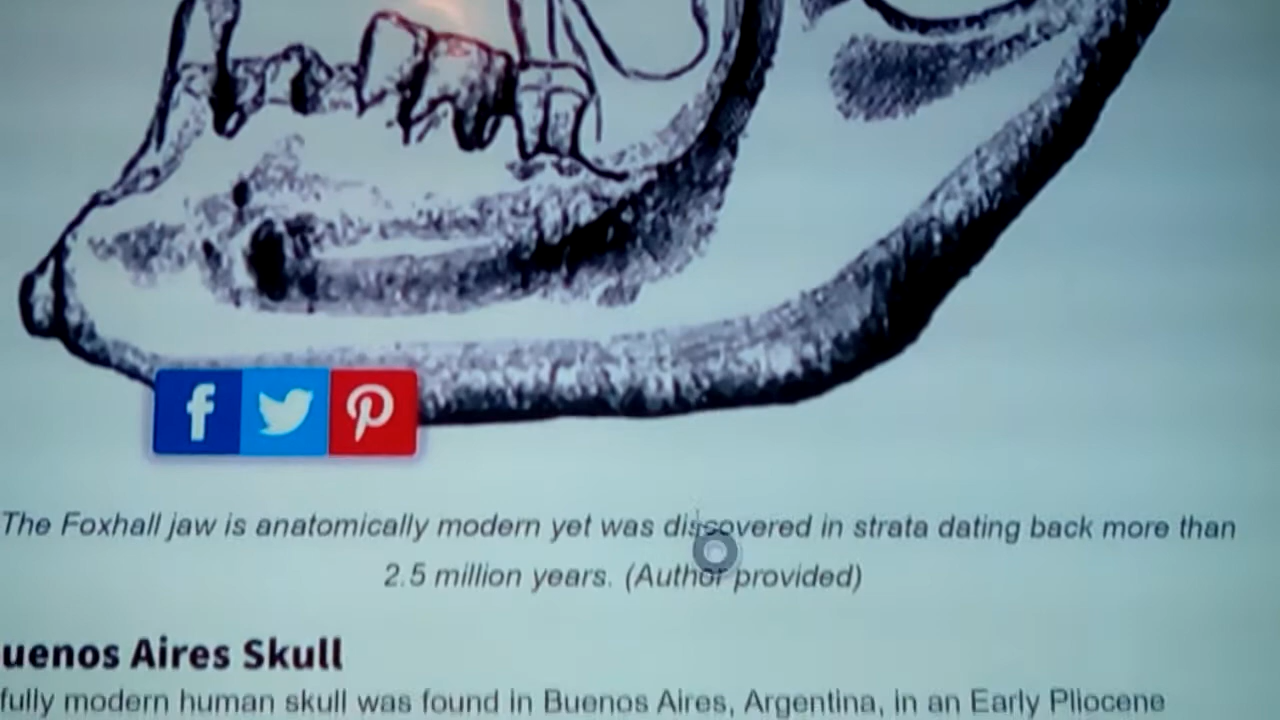 The Foxhall jaw is anatomically modern yet was discovered in strata dating back more than
2.5 million years. (Author provided)
uenos Aires Skull
fully modern human skull was found in Buenos Aires, Argentina, in an Early Pliocene